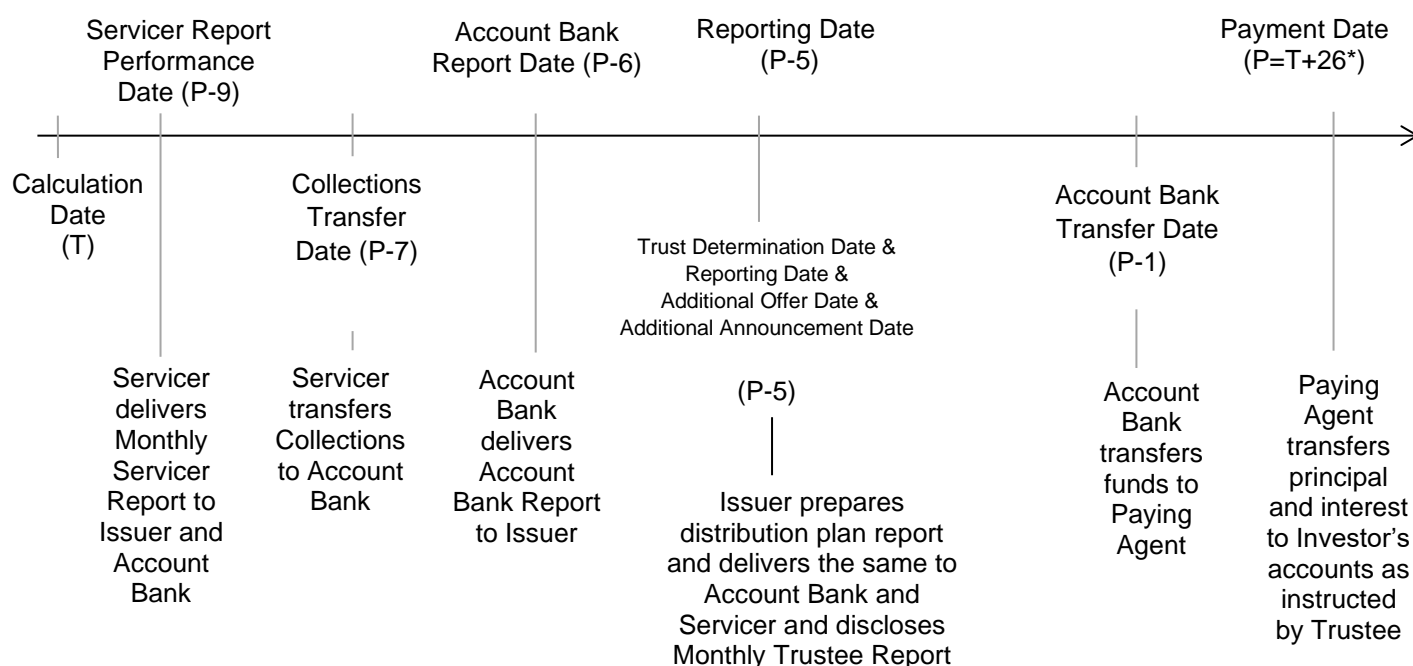 Servicer Report
Performance
Date (P-9)
Account Bank
Report Date (P-6)
Reporting Date
(P-5)
Payment Date
(P=T+26*)
Calculation
Date
(T)
Collections
Transfer
Date (P-7)
Trust Determination Date &
Reporting Date &
Additional Offer Date &
Additional Announcement Date
(P-5)
Account Bank
Transfer Date
(P-1)
Servicer
delivers
Monthly
Servicer
Report to
Issuer and
Account
Bank
Servicer
transfers
Collections
to Account
Bank
Account
Bank
delivers
Account
Bank Report
to Issuer
Issuer prepares
distribution plan report
and delivers the same to
Account Bank and
Servicer and discloses
Monthly Trustee Report
Account
Bank
transfers
funds to
Paying
Agent
Paying
Agent
transfers
principal
and interest
to Investor’s
accounts as
instructed
by Trustee